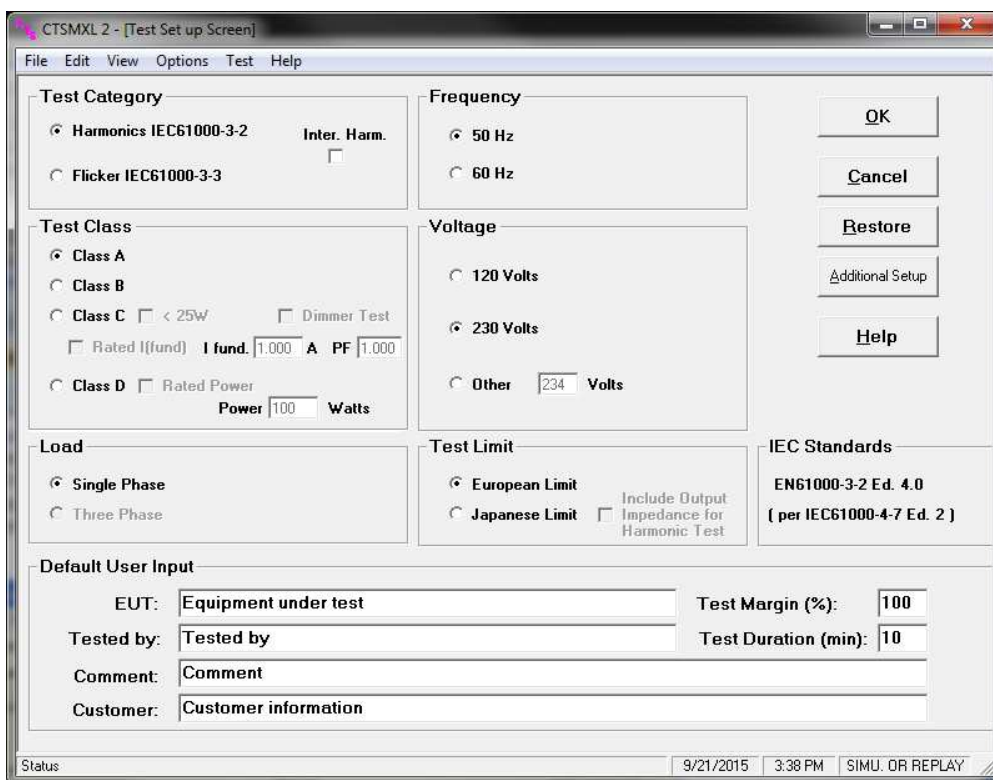 CTSMXL 2 - [Test Set up Screen]
File Edit View Options Test Help
Test Category
Harmonics IEC61000-3-2
Inter. Harm.
Flicker IEC61000-3-3
Frequency
50 Hz
60 Hz
OK
Cancel
Restore
Additional Setup
Help
Test Class
Class A
Class B
Class C < 25W Dimmer Test
Rated I(fund) I fund. 1.000 A PF 1.000
Class D Rated Power
Power 100 Watts
Voltage
120 Volts
230 Volts
Other 234 Volts
Load
Single Phase
Three Phase
Test Limit
European Limit
Japanese Limit
Include Output
Impedance for
Harmonic Test
IEC Standards
EN61000-3-2 Ed. 4.0
( per IEC61000-4-7 Ed. 2 )
Default User Input
EUT: Equipment under test
Test Margin (%): 100
Tested by: Tested by
Test Duration (min): 10
Comment: Comment
Customer: Customer information
Status
9/21/2015 3:38 PM SIMU. OR REPLAY